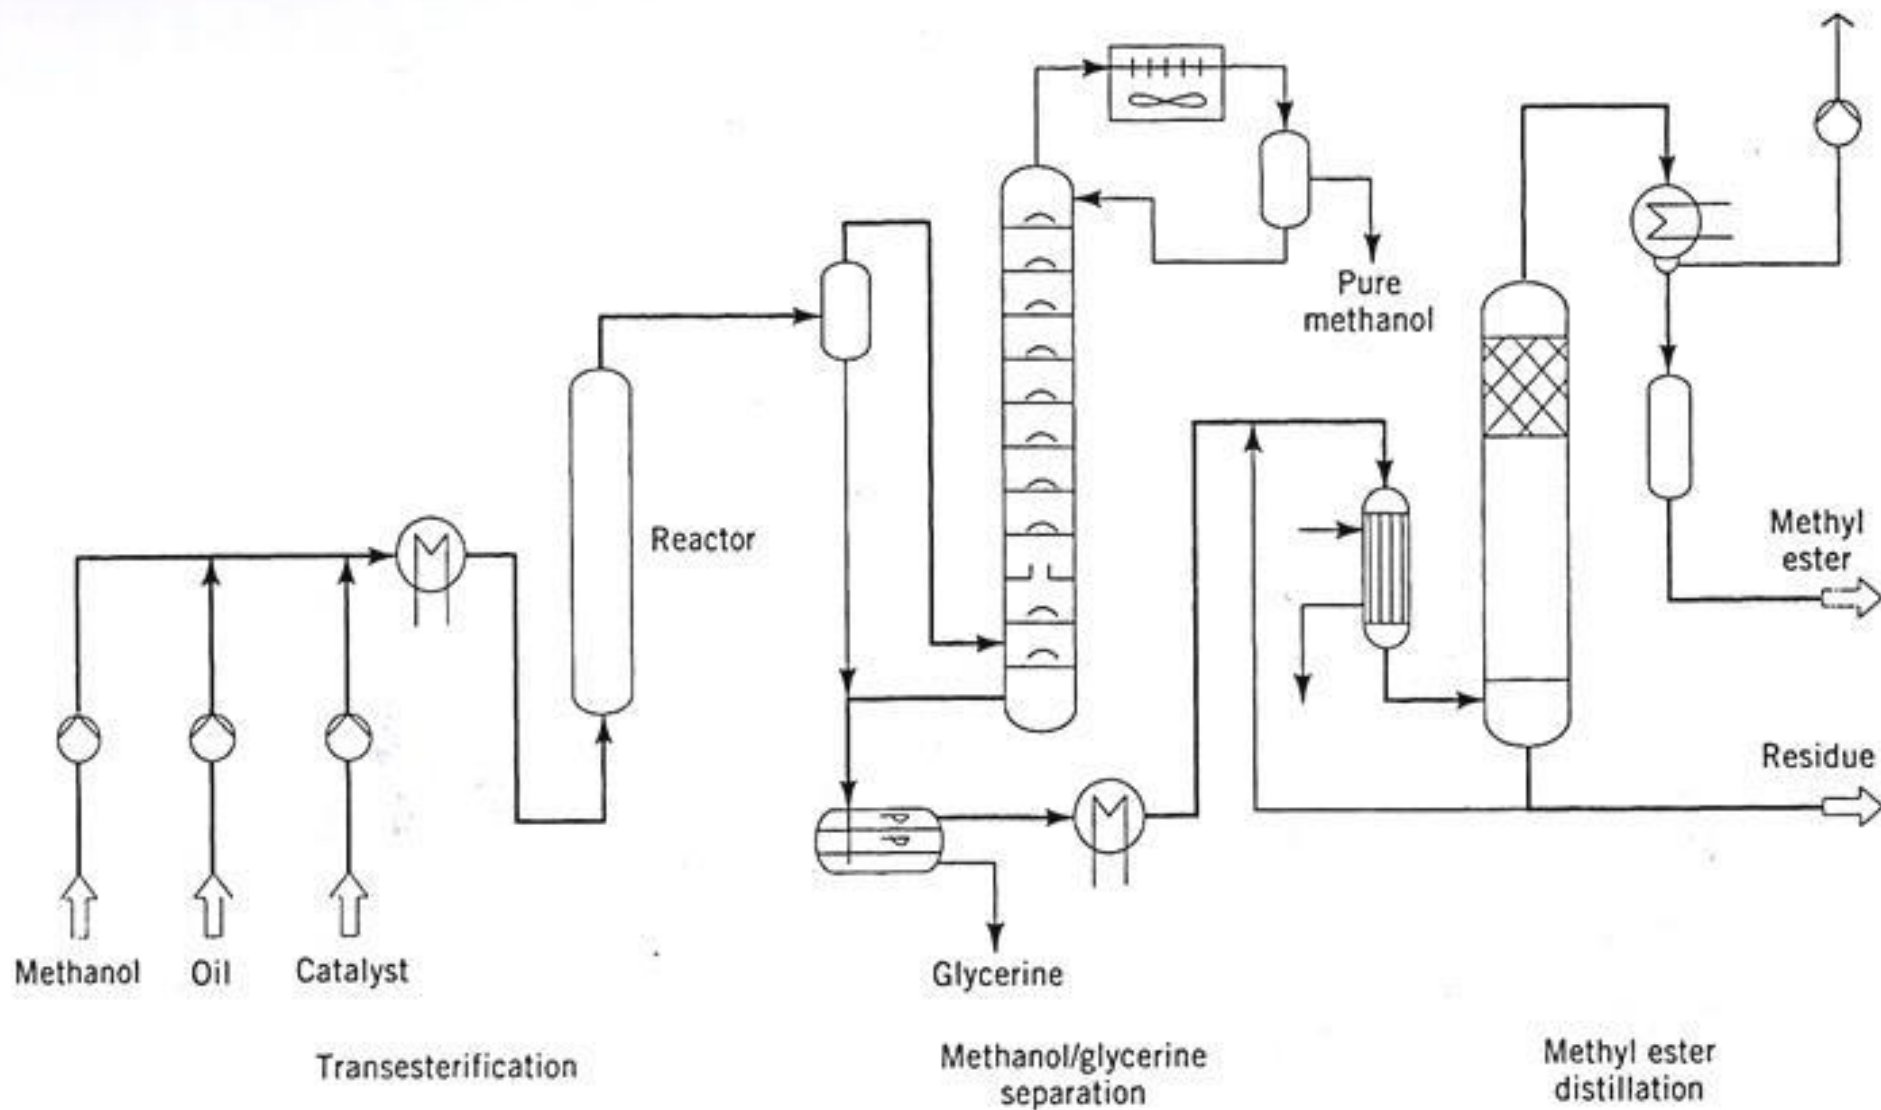 Pure
methanol
Reactor
Methyl
ester
Residue
Methanol
Oil
Catalyst
Glycerine
Transesterification
Methanol/glycerine
separation
Methyl ester
distillation